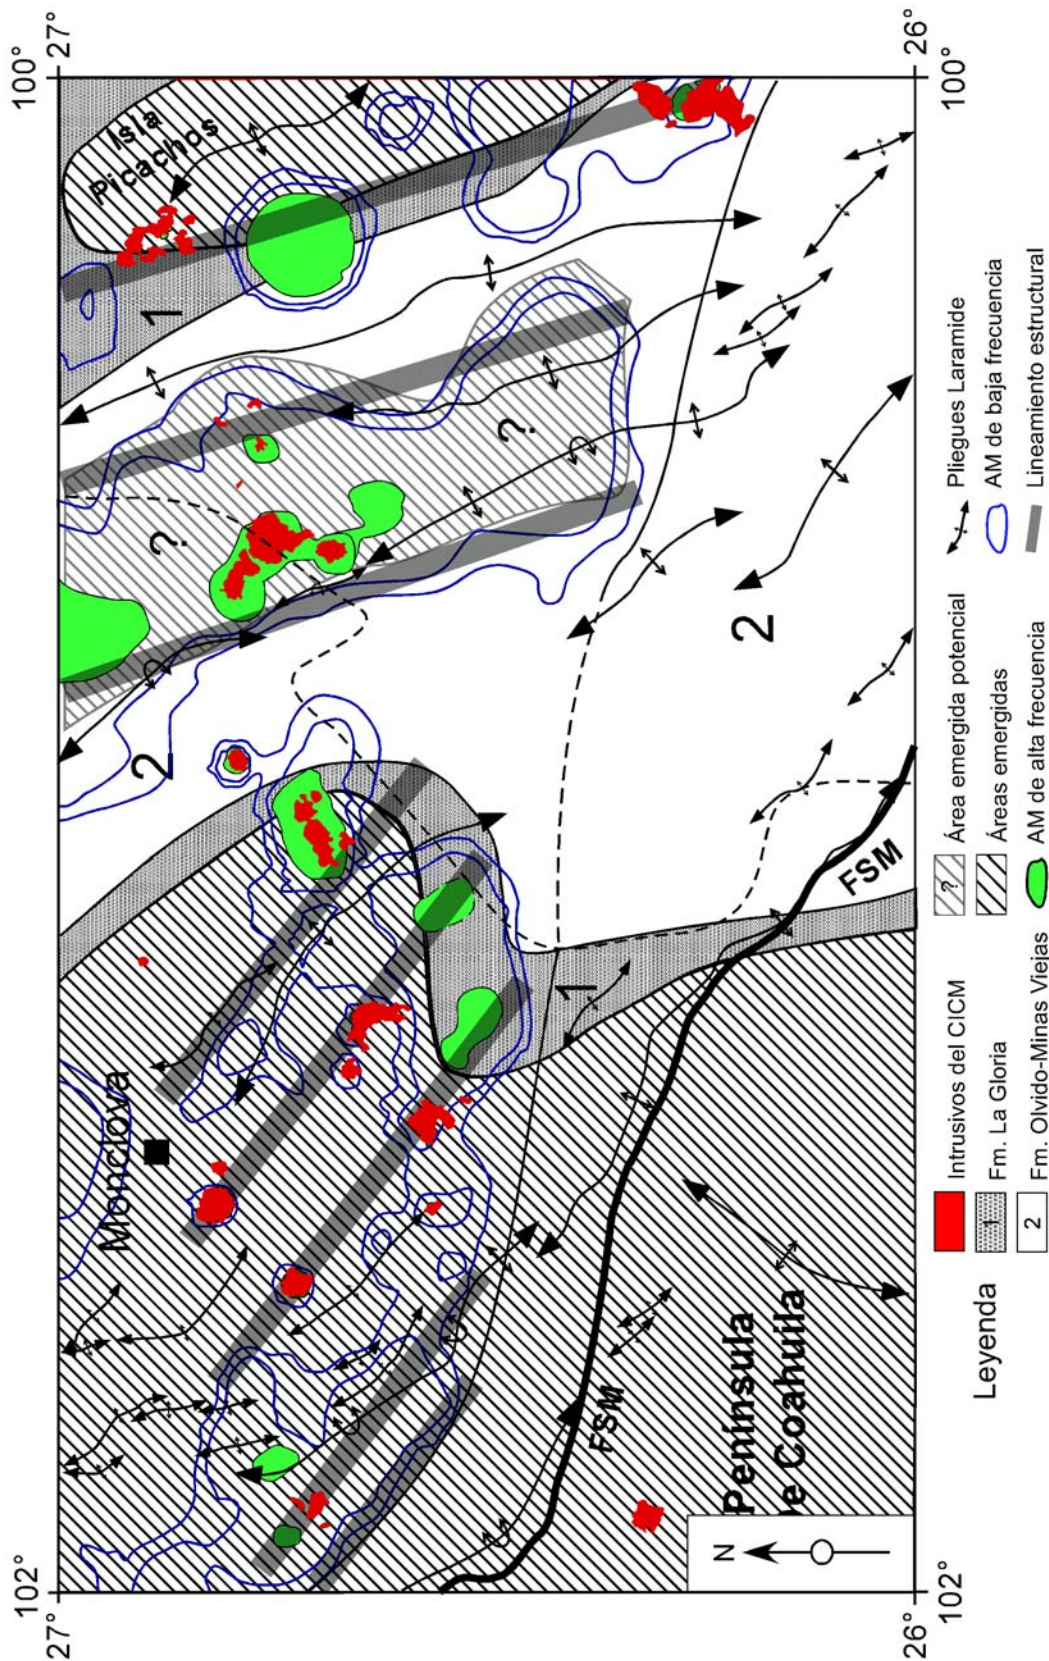 102°
100°
27°
27°
Monclova
Isla
Picachos
1
2
?
?
1
2
FSM
FSM
Península
de Coahuila
N
26°
26°
102°
100°
Leyenda
Intrusivos del CICM
1 Fm. La Gloria
2 Fm. Olvido-Minas Viejas
? Área emergida potencial
Áreas emergidas
AM de alta frecuencia
Pliegues Laramide
AM de baja frecuencia
Lineamiento estructural